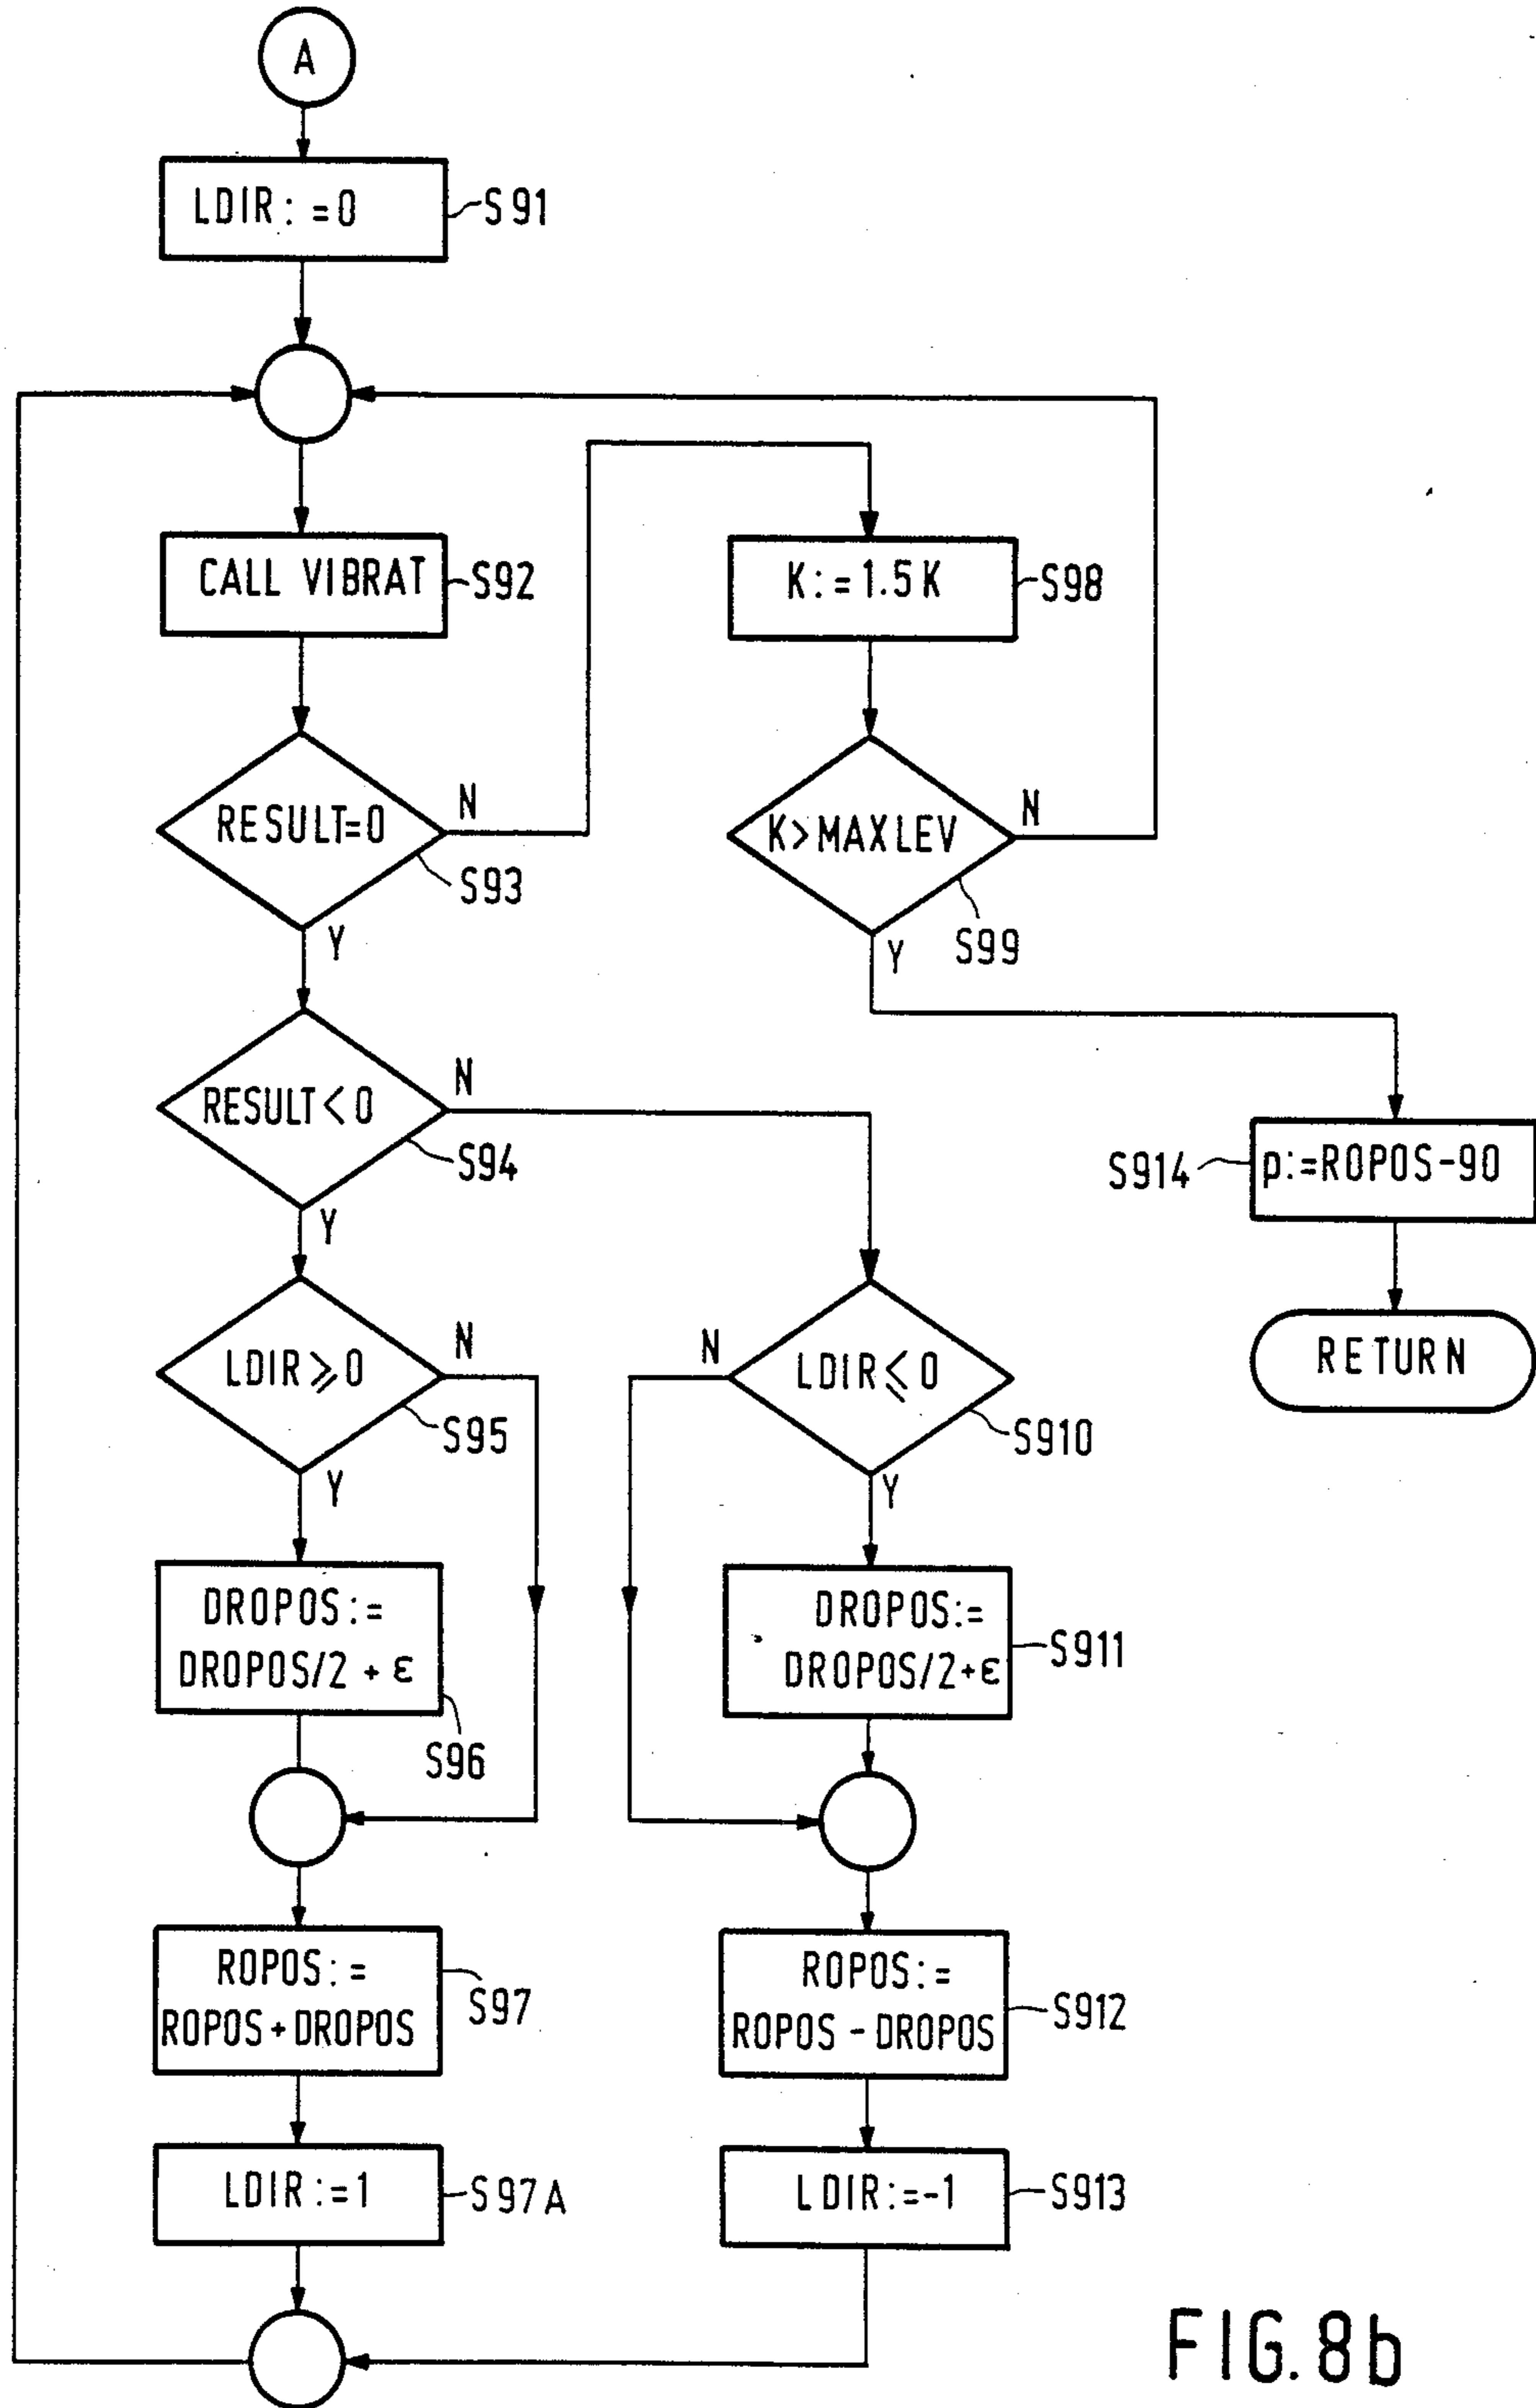 A
LDIR:=0
S91
CALL VIBRAT
S92
K:=1.5K
S98
RESULT=0
N
S93
Y
K>MAXLEV
N
S99
Y
RESULT<0
N
S94
Y
S914
p:=ROPOS-90
RETURN
LDIR≥0
N
S95
Y
N
LDIR≤0
S910
Y
DROPOS:=
DROPOS/2+ε
S96
DROPOS:=
DROPOS/2+ε
S911
ROPOS:=
ROPOS+DROPOS
S97
ROPOS:=
ROPOS-DROPOS
S912
LDIR:=1
S97A
LDIR:=-1
S913
FIG.8b